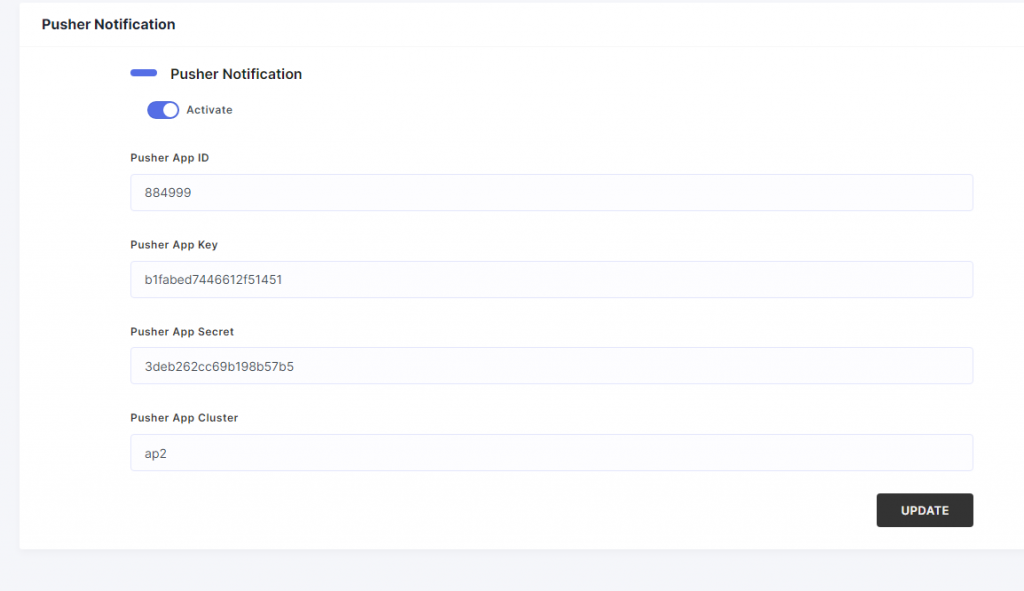 Pusher Notification
Pusher Notification
Activate
Pusher App ID
884999
Pusher App Key
b1fabed7446612f51451
Pusher App Secret
3deb262cc69b198b57b5
Pusher App Cluster
ap2
UPDATE